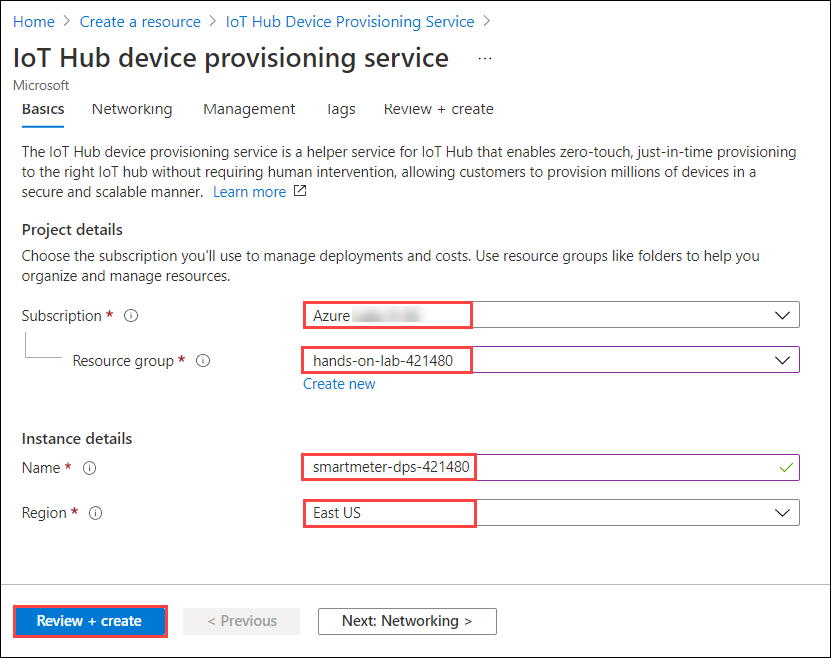 Home > Create a resource > IoT Hub Device Provisioning Service >
IoT Hub device provisioning service ...
Microsoft
Basics Networking Management Tags Review + create
The IoT Hub device provisioning service is a helper service for IoT Hub that enables zero-touch, just-in-time provisioning
to the right IoT hub without requiring human intervention, allowing customers to provision millions of devices in a
secure and scalable manner. Learn more
Project details
Choose the subscription you'll use to manage deployments and costs. Use resource groups like folders to help you
organize and manage resources.
Subscription * Azure
Resource group * hands-on-lab-421480
Create new
Instance details
Name * smartmeter-dps-421480
Region * East US
Review + create < Previous Next: Networking >